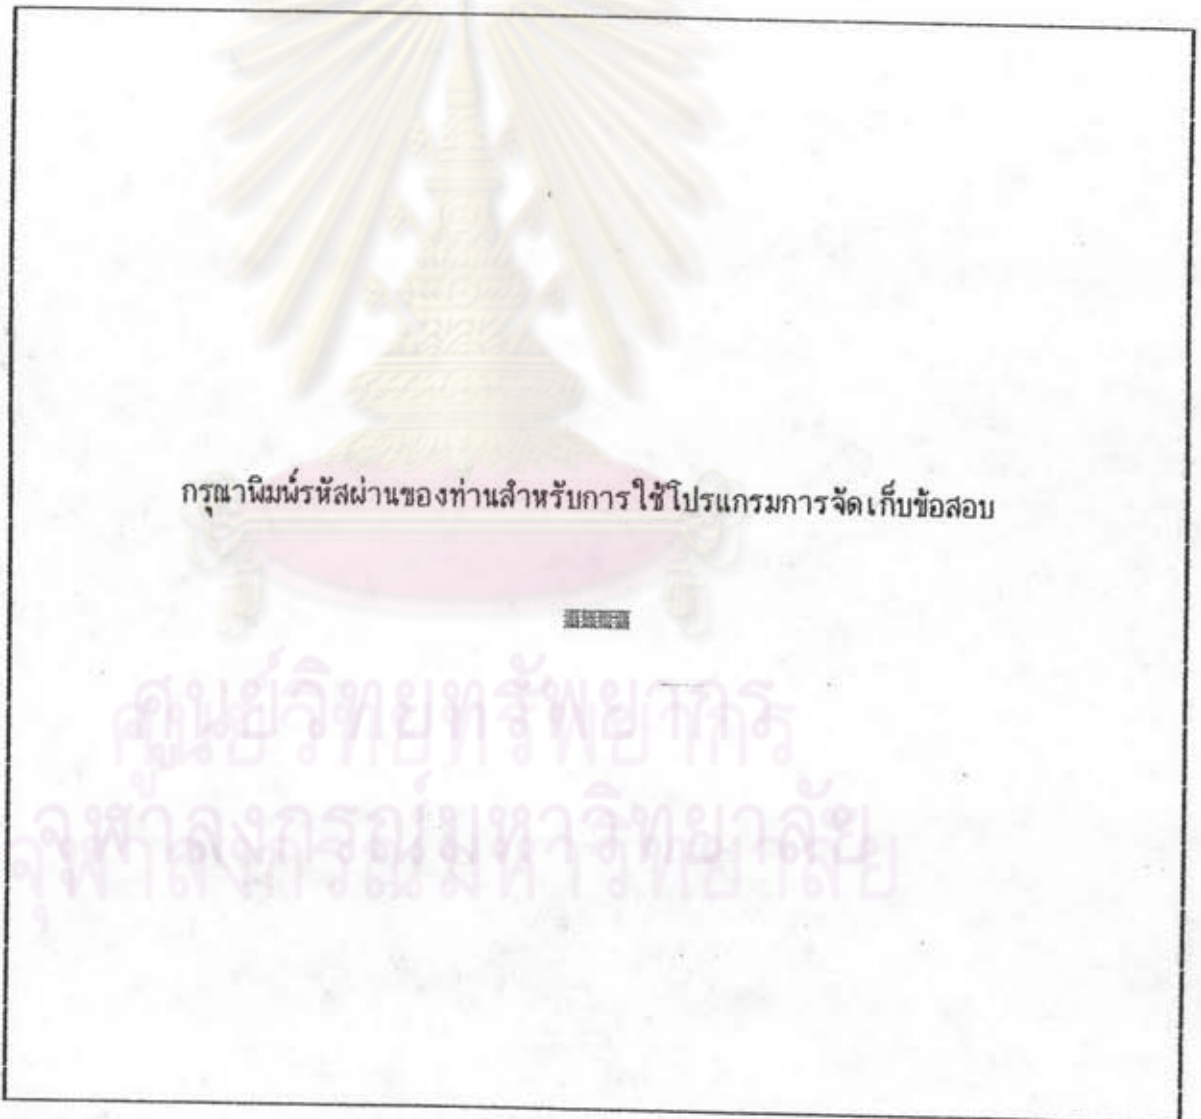 กรุณาพิมพ์รหัสผ่านของท่านสำหรับการใช้โปรแกรมการจัดเก็บข้อสอบ
ศูนย์วิทยทรัพยากร
จุฬาลงกรณ์มหาวิทยาลัย